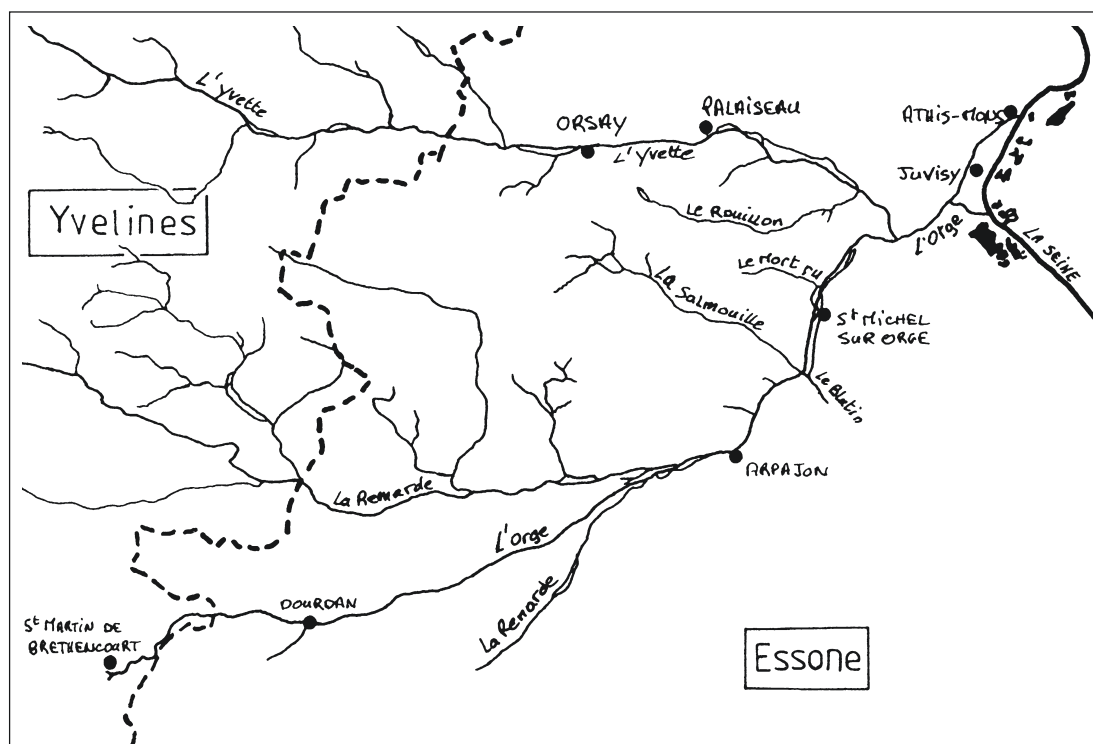 L'Yvette
ORSAY
L'Yvette
PALAISEAU
ATHIS-MONS
JUVISY
Yvelines
Le Rouillon
L'Orge
LA SEINE
Le Mort ru
La Salmouille
St MICHEL
SUR ORGE
Le Blutin
ARPAJON
La Remarde
L'Orge
DOURDAN
La Renarde
St MARTIN DE
BRETHENCOURT
Essone